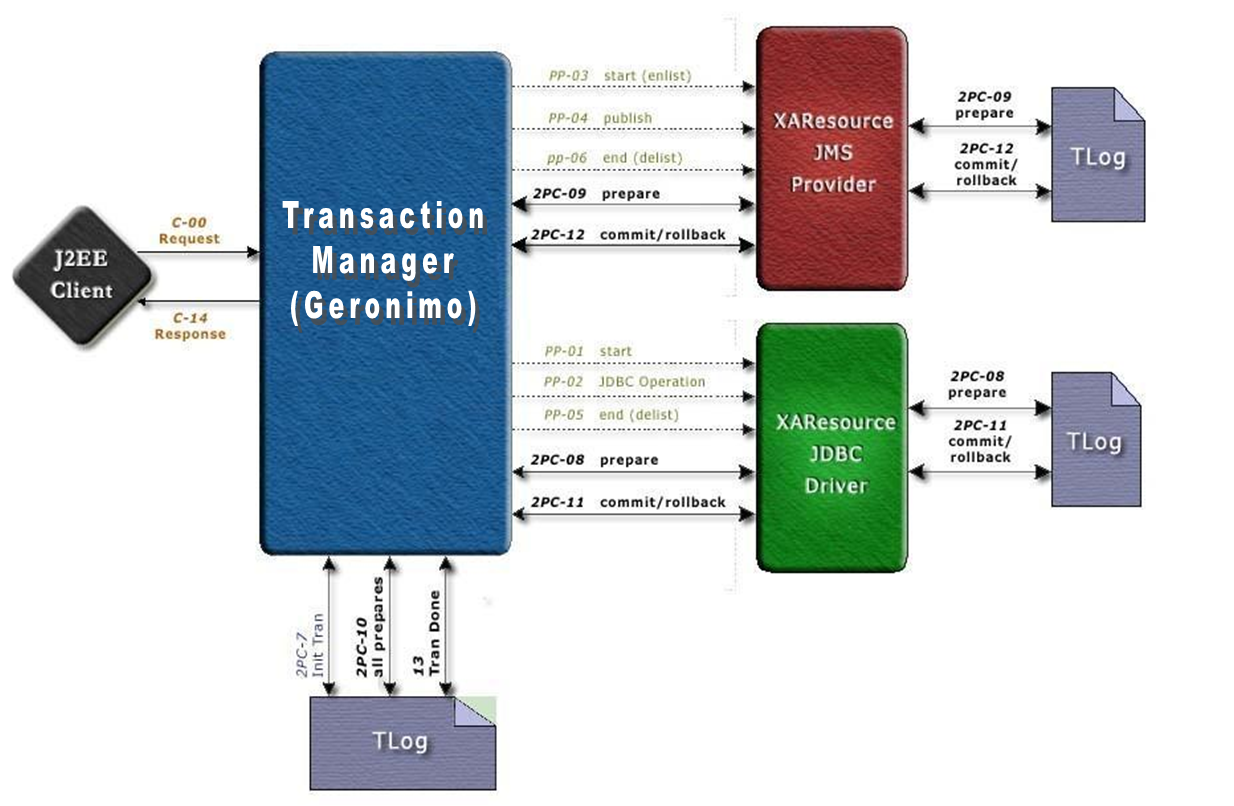 J2EE
Client
C-00
Request
C-14
Response
Transaction
Manager
(Geronimo)
PP-03 start (enlist)
PP-04 publish
pp-06 end (delist)
2PC-09 prepare
2PC-12 commit/rollback
XAResource
JMS
Provider
2PC-09
prepare
2PC-12
commit/
rollback
TLog
PP-01 start
PP-02 JDBC Operation
PP-05 end (delist)
2PC-08 prepare
2PC-11 commit/rollback
XAResource
JDBC
Driver
2PC-08
prepare
2PC-11
commit/
rollback
TLog
2PC-7
Init Tran
2PC-10
all prepares
13
Tran Done
TLog